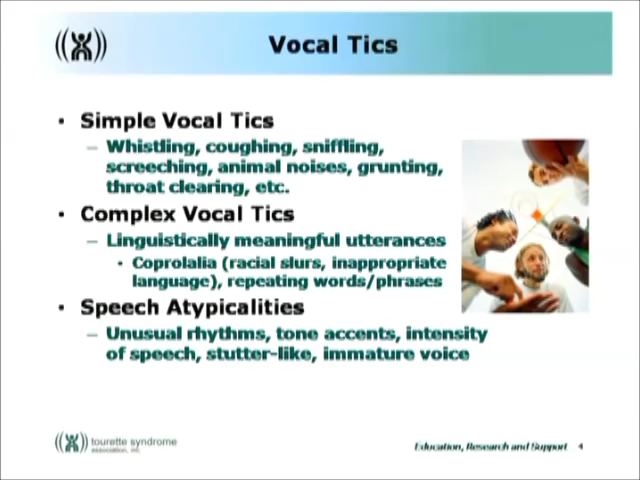 Vocal Tics
• Simple Vocal Tics
– Whistling, coughing, sniffling,
screeching, animal noises, grunting,
throat clearing, etc.
• Complex Vocal Tics
– Linguistically meaningful utterances
• Coprolalia (racial slurs, inappropriate
language), repeating words/phrases
• Speech Atypicalities
– Unusual rhythms, tone accents, intensity
of speech, stutter-like, immature voice
tourette syndrome
association, inc.
Education, Research and Support 4